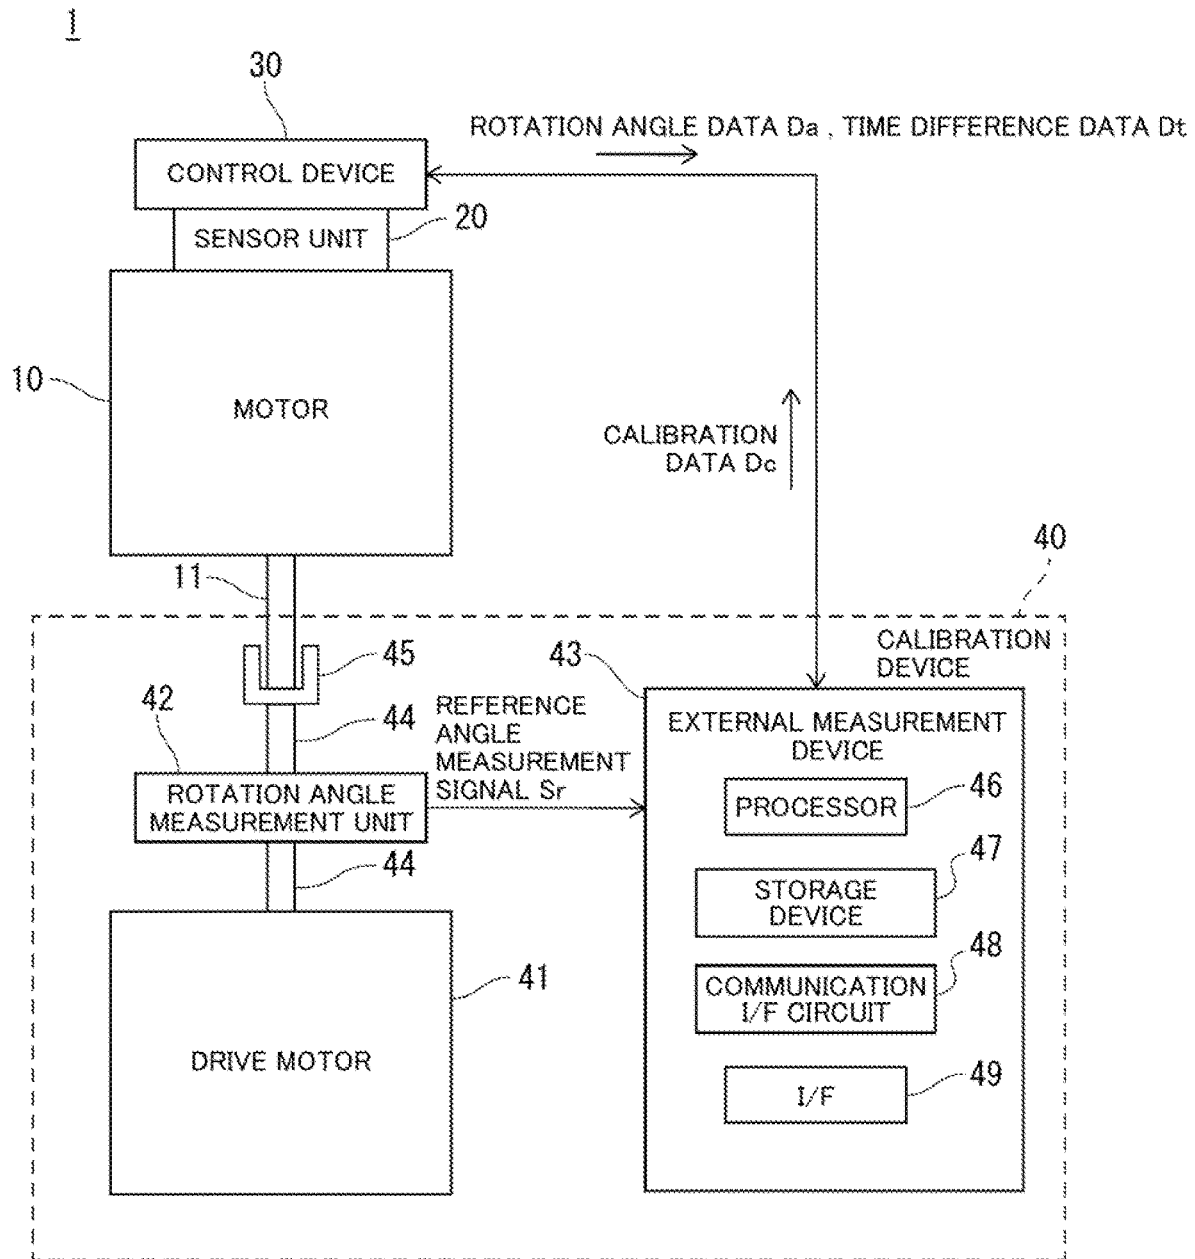 1
30
ROTATION ANGLE DATA Da , TIME DIFFERENCE DATA Dt
CONTROL DEVICE
20
SENSOR UNIT
10
MOTOR
CALIBRATION
DATA Dc
11
40
CALIBRATION
DEVICE
45
43
42
44
REFERENCE
ANGLE
MEASUREMENT
SIGNAL Sr
EXTERNAL MEASUREMENT
DEVICE
ROTATION ANGLE
MEASUREMENT UNIT
PROCESSOR
46
44
47
STORAGE
DEVICE
41
48
COMMUNICATION
I/F CIRCUIT
DRIVE MOTOR
49
I/F